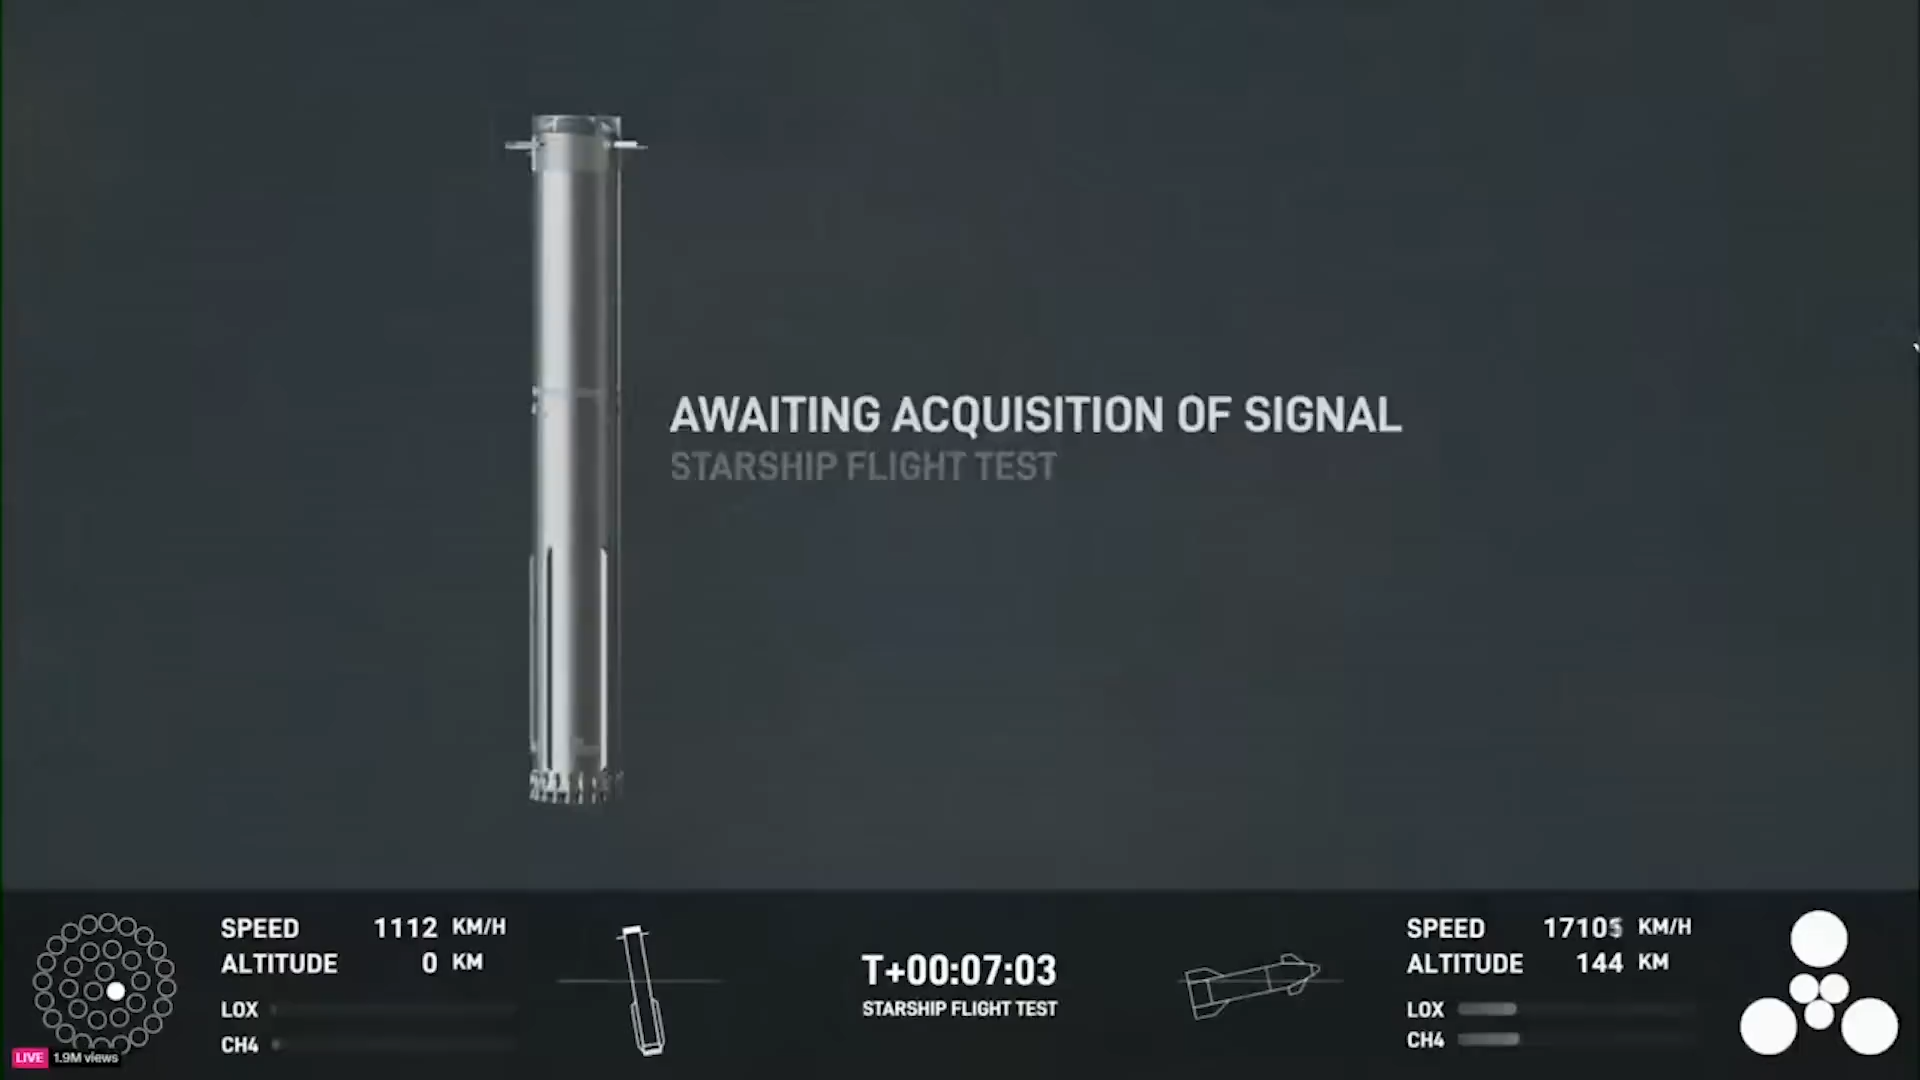 AWAITING ACQUISITION OF SIGNAL
STARSHIP FLIGHT TEST
SPEED 1112 KM/H
ALTITUDE 0 KM
LOX
CH4
T+00:07:03
STARSHIP FLIGHT TEST
SPEED KM/H
ALTITUDE 144 KM
LOX
CH4
LIVE 1.9M views